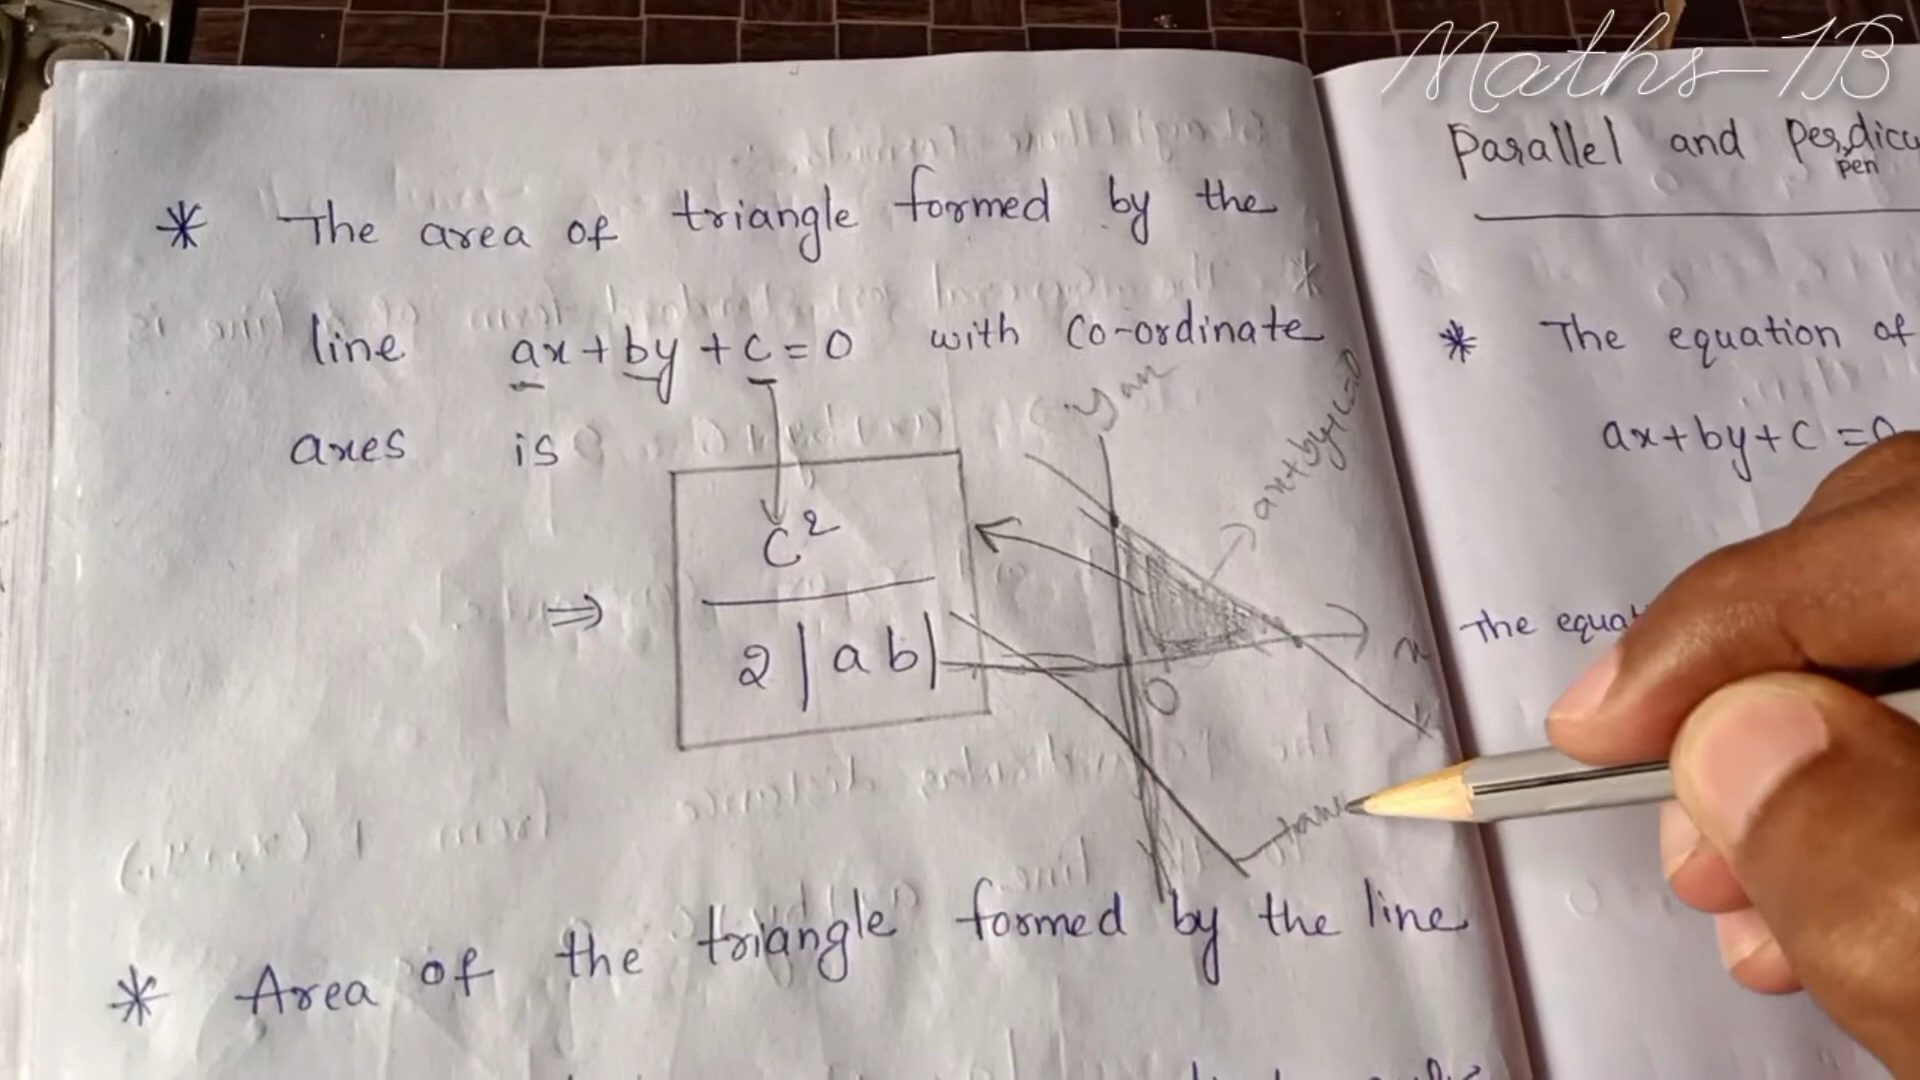 Maths-1B
* The area of triangle formed by the
line ax+by+c=0 with co-ordinate
axes is
⇒ c²
2|ab|
y
ax+by+c=0
x
O
* Area of the triangle formed by the line
Parallel and Perdicu
pen
* The equation of
ax+by+c=0
The equat